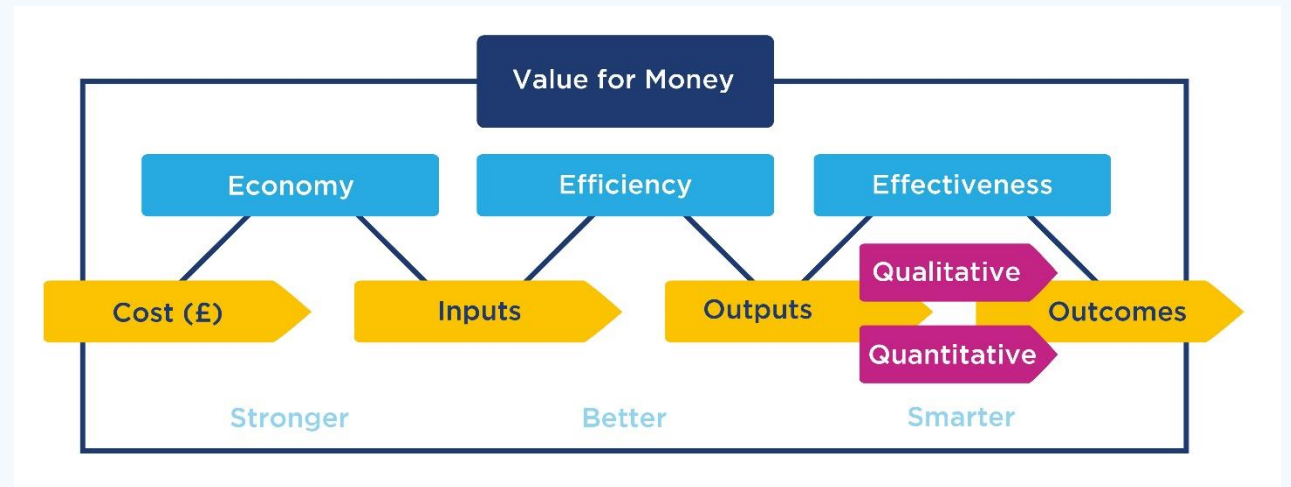 Value for Money
Economy
Efficiency
Effectiveness
Qualitative
Cost (£)
Inputs
Outputs
Outcomes
Quantitative
Stronger
Better
Smarter